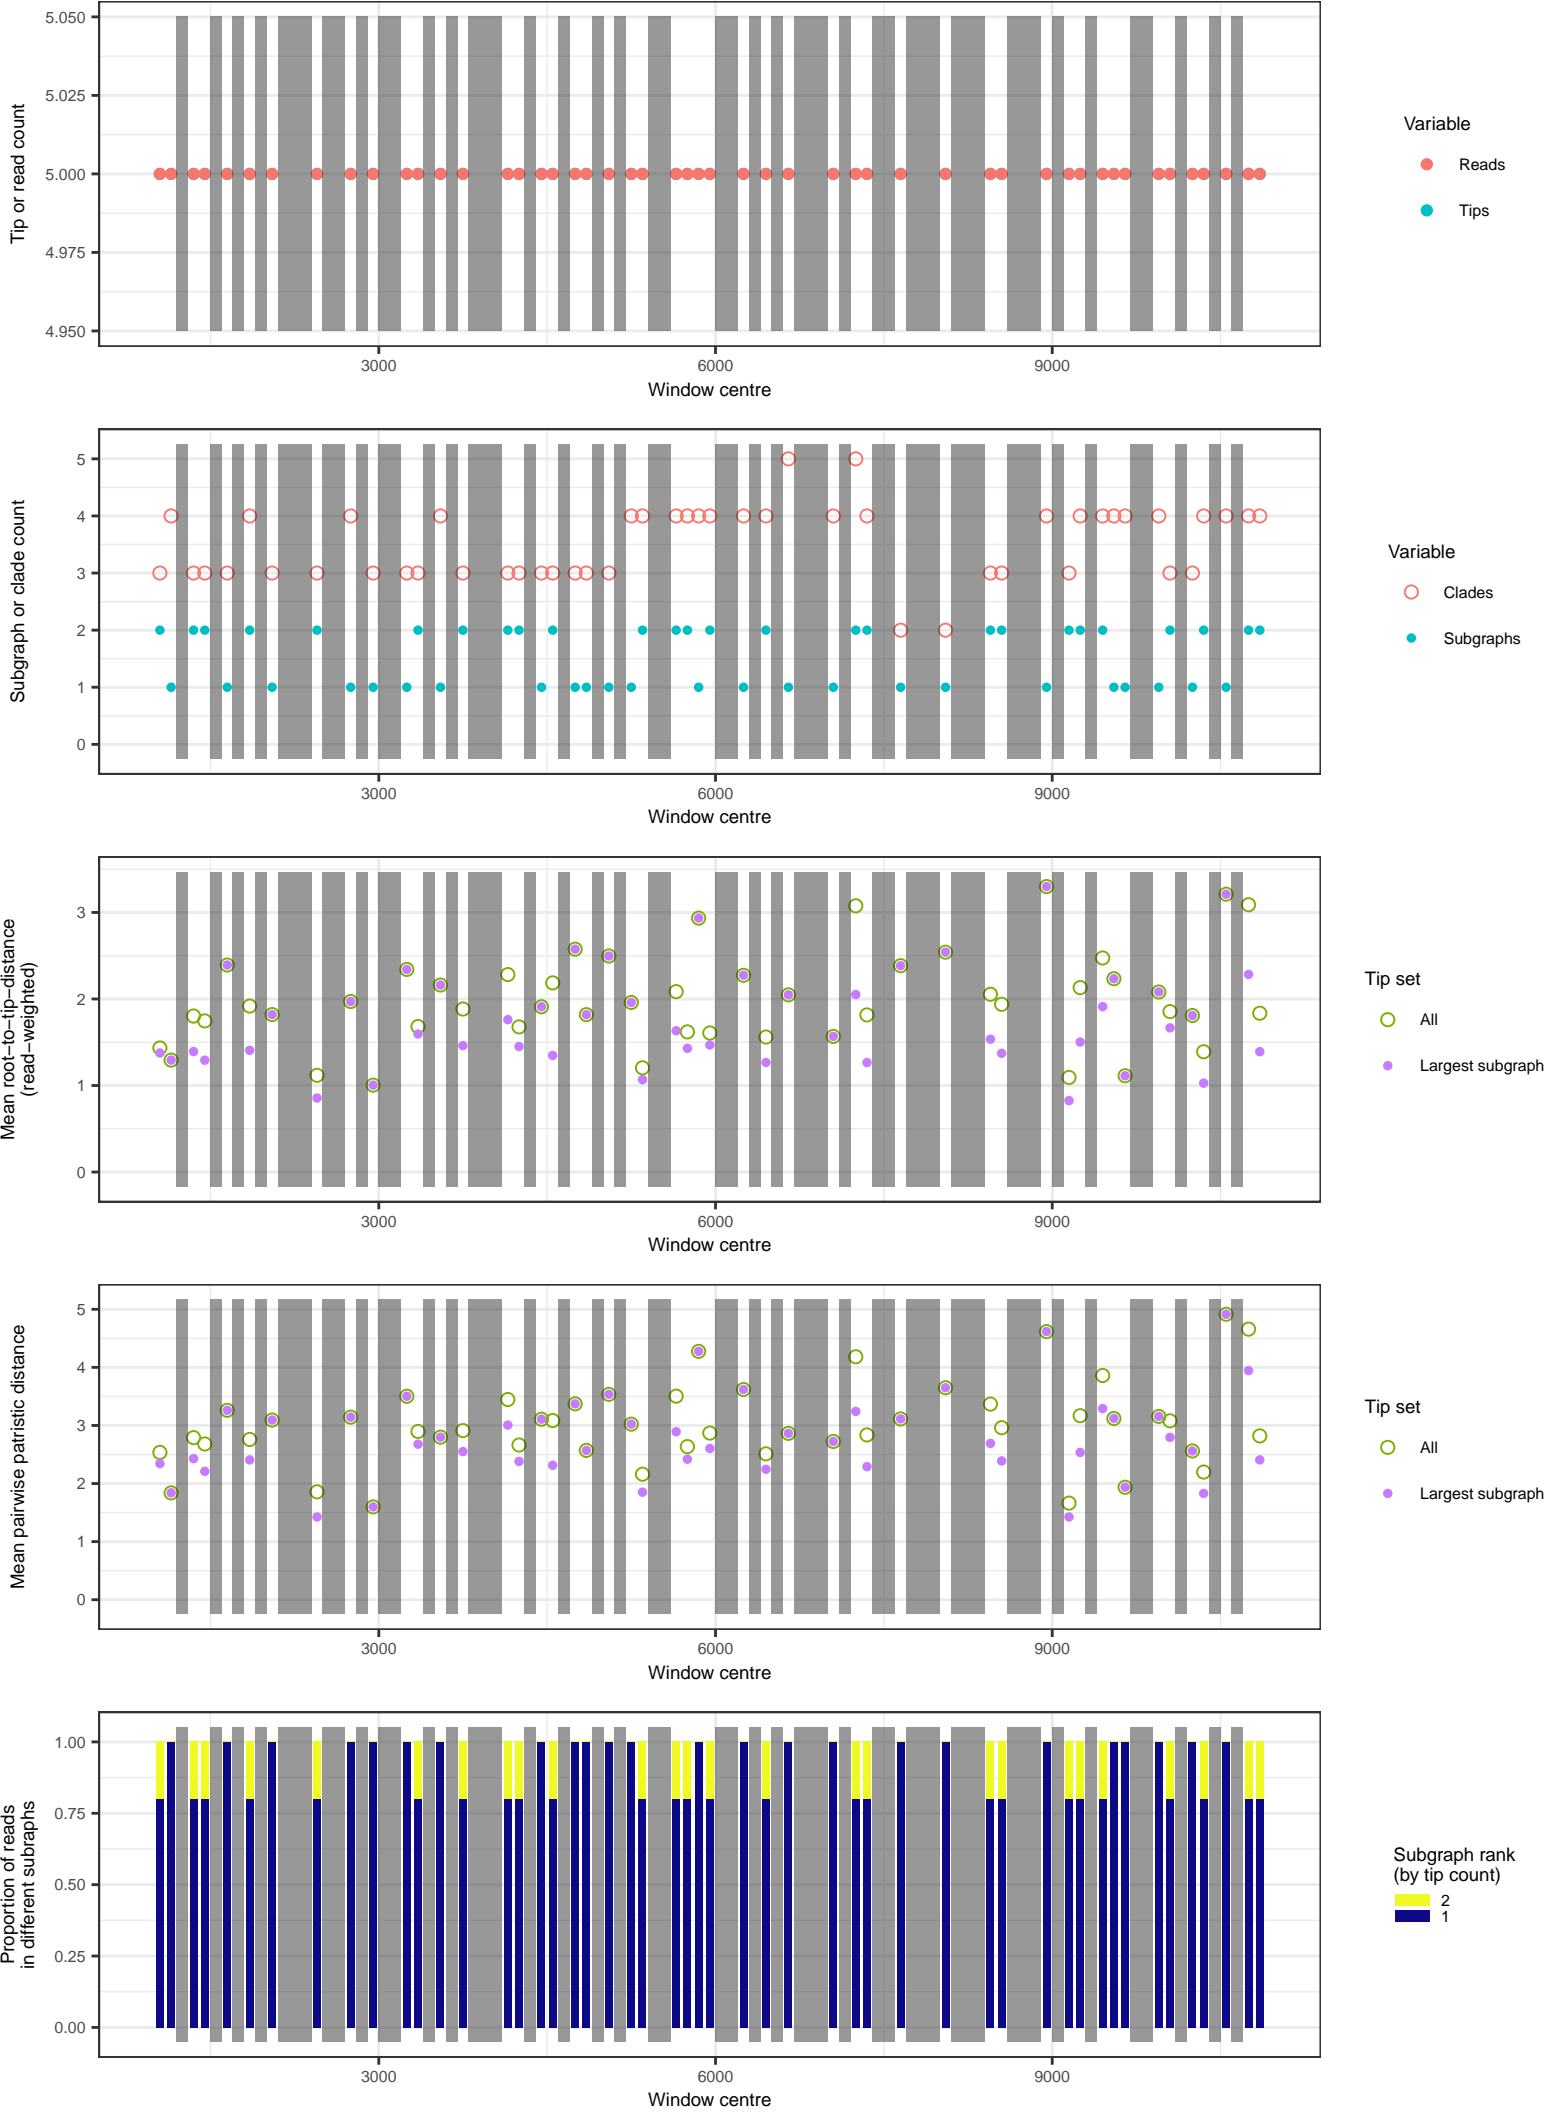 5.050
5.025
5.000
4.975
4.950
Tip or read count
3000 6000 9000
Window centre
Variable
Reads
Tips
5
4
3
2
1
0
Subgraph or clade count
3000 6000 9000
Window centre
Variable
Clades
Subgraphs
3
2
1
0
Mean root−to−tip−distance
(read−weighted)
3000 6000 9000
Window centre
Tip set
All
Largest subgraph
5
4
3
2
1
0
Mean pairwise patristic distance
3000 6000 9000
Window centre
Tip set
All
Largest subgraph
1.00
0.75
0.50
0.25
0.00
Proportion of reads
in different subraphs
3000 6000 9000
Window centre
Subgraph rank
(by tip count)
2
1